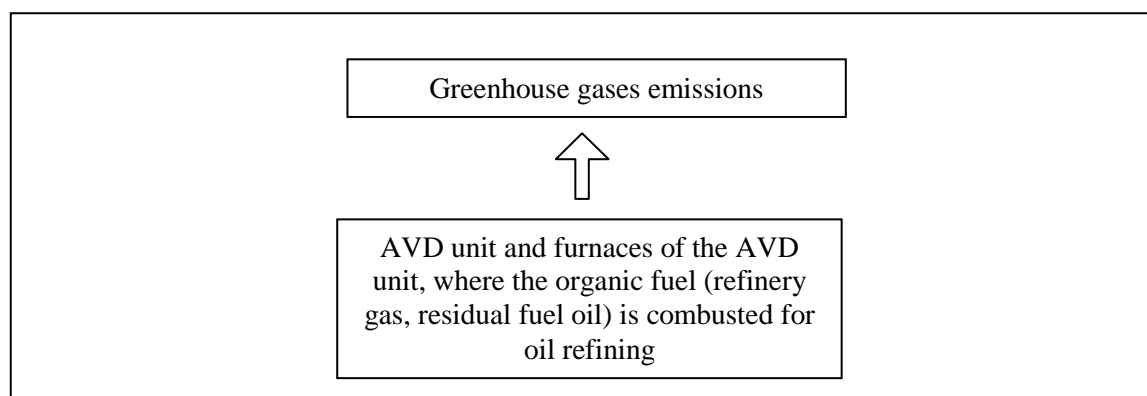 Greenhouse gases emissions
AVD unit and furnaces of the AVD
unit, where the organic fuel (refinery
gas, residual fuel oil) is combusted for
oil refining